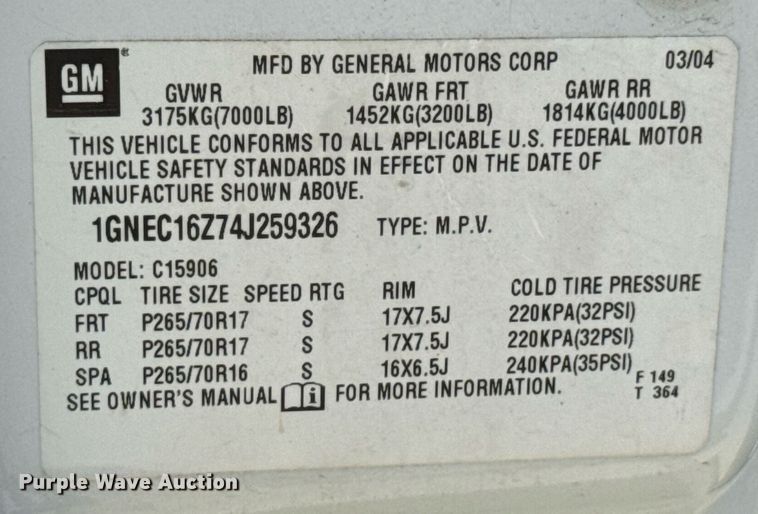 GM®
MFD BY GENERAL MOTORS CORP 03/04
GVWR GAWR FRT GAWR RR
3175KG(7000LB) 1452KG(3200LB) 1814KG(4000LB)
THIS VEHICLE CONFORMS TO ALL APPLICABLE U.S. FEDERAL MOTOR
VEHICLE SAFETY STANDARDS IN EFFECT ON THE DATE OF
MANUFACTURE SHOWN ABOVE.
1GNEC16Z74J259326 TYPE: M.P.V.
MODEL: C15906
CPQL TIRE SIZE SPEED RTG RIM COLD TIRE PRESSURE
FRT P265/70R17 S 17X7.5J 220KPA(32PSI)
RR P265/70R17 S 17X7.5J 220KPA(32PSI)
SPA P265/70R16 S 16X6.5J 240KPA(35PSI)
SEE OWNER'S MANUAL i FOR MORE INFORMATION.
F 149
T 364
Purple Wave Auction